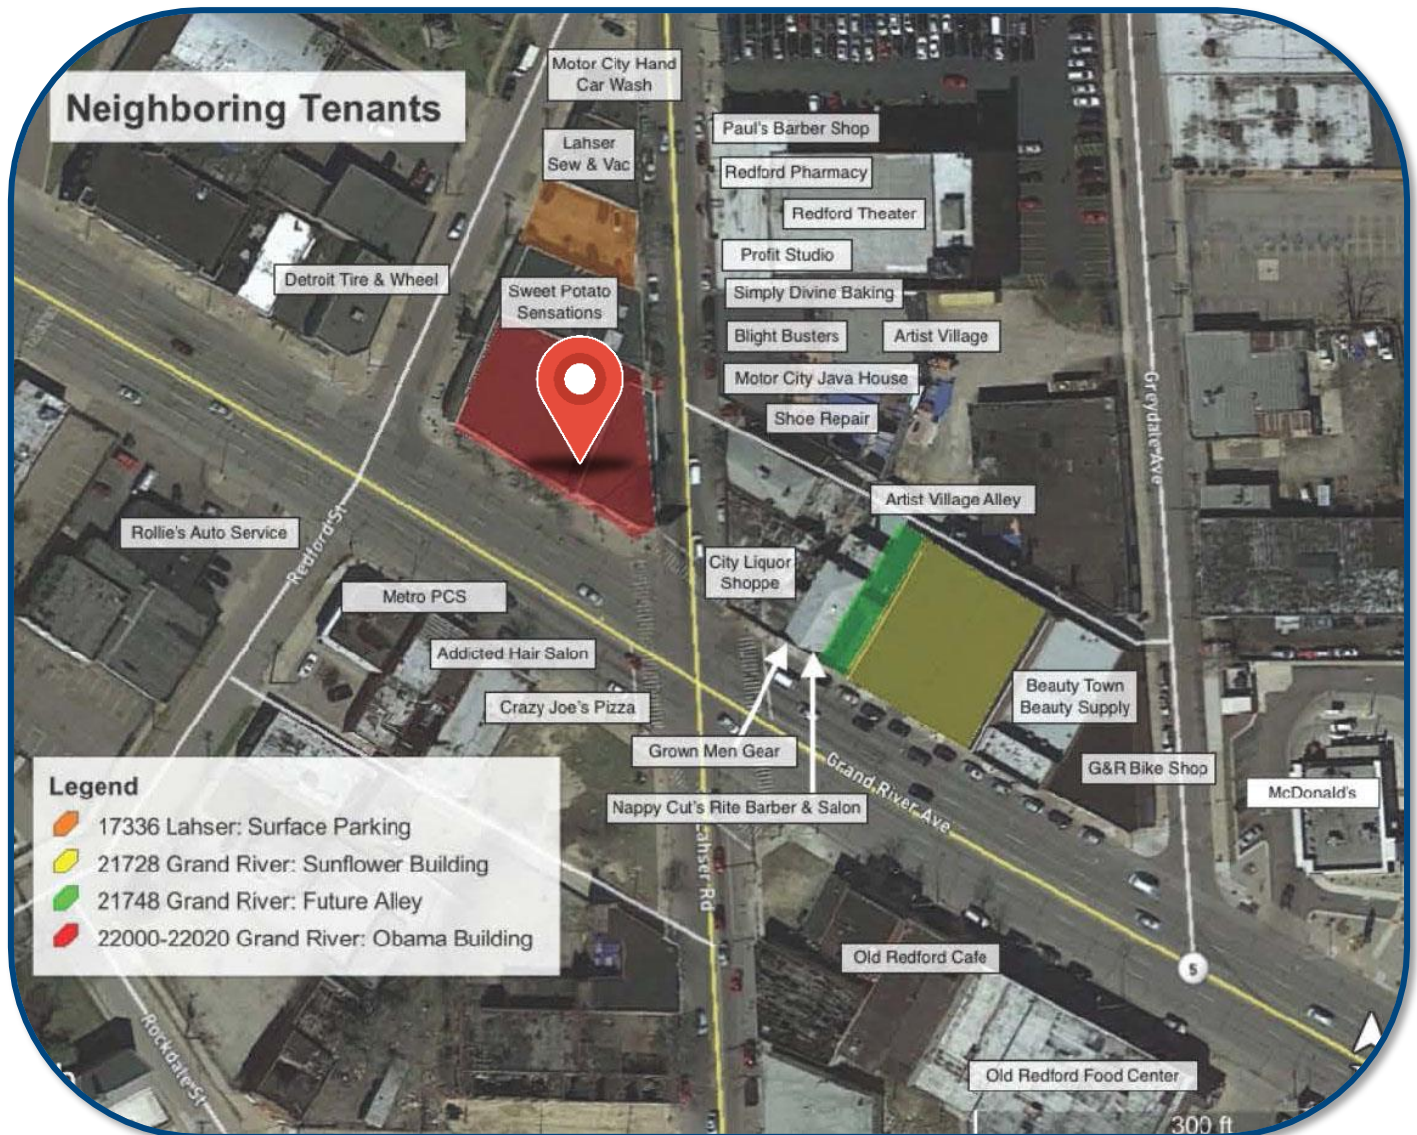 Neighboring Tenants
Motor City Hand
Car Wash
Lahser
Sew & Vac
Paul's Barber Shop
Redford Pharmacy
Redford Theater
Profit Studio
Detroit Tire & Wheel
Sweet Potato
Sensations
Simply Divine Baking
Blight Busters
Artist Village
Motor City Java House
Shoe Repair
Greydale Ave
Artist Village Alley
Rollie's Auto Service
Redford St
City Liquor
Shoppe
Metro PCS
Addicted Hair Salon
Crazy Joe's Pizza
Beauty Town
Beauty Supply
Grown Men Gear
Grand River Ave
G&R Bike Shop
McDonald's
Nappy Cut's Rite Barber & Salon
Lahser Rd
Legend
17336 Lahser: Surface Parking
21728 Grand River: Sunflower Building
21748 Grand River: Future Alley
22000-22020 Grand River: Obama Building
Old Redford Cafe
5
Rockdale St
Old Redford Food Center
300 ft